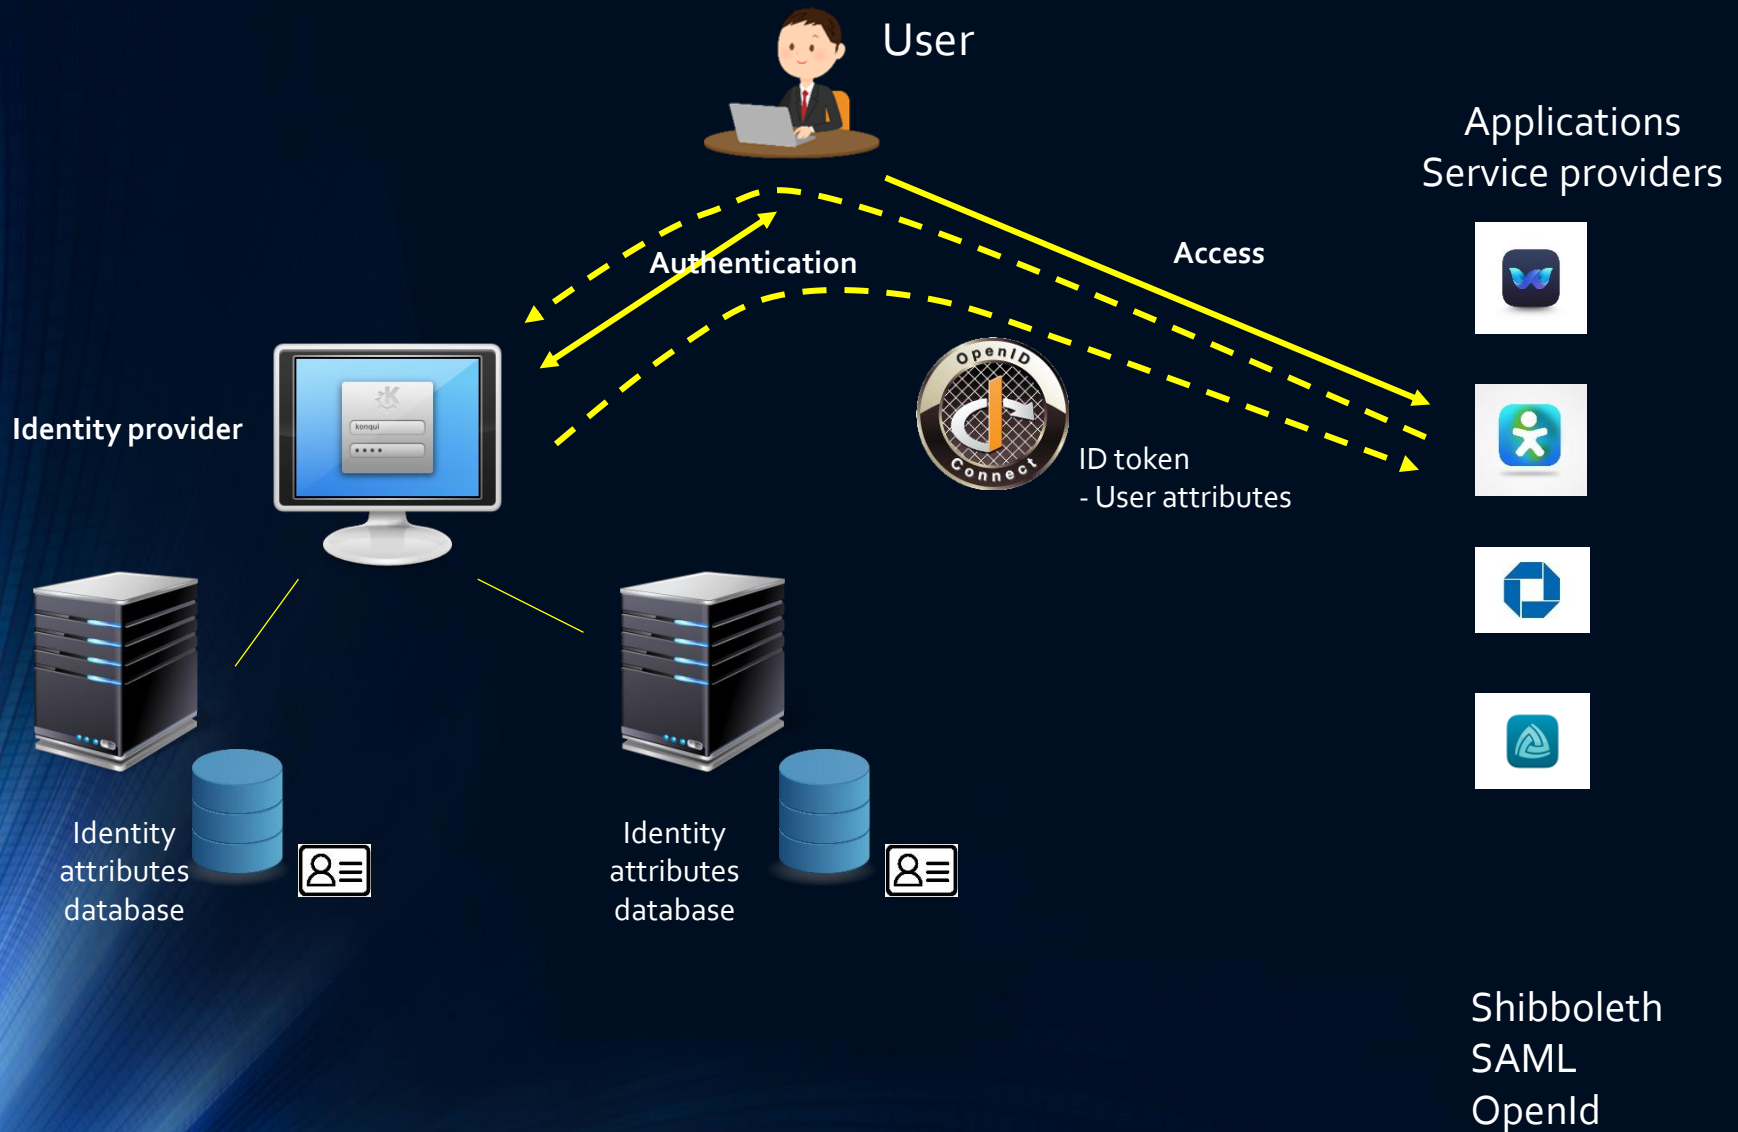 User
Applications
Service providers
Access
Authentication
OpenID
Connect
Identity provider
konqui
ID token
- User attributes
Identity
attributes
database
Identity
attributes
database
Shibboleth
SAML
OpenId